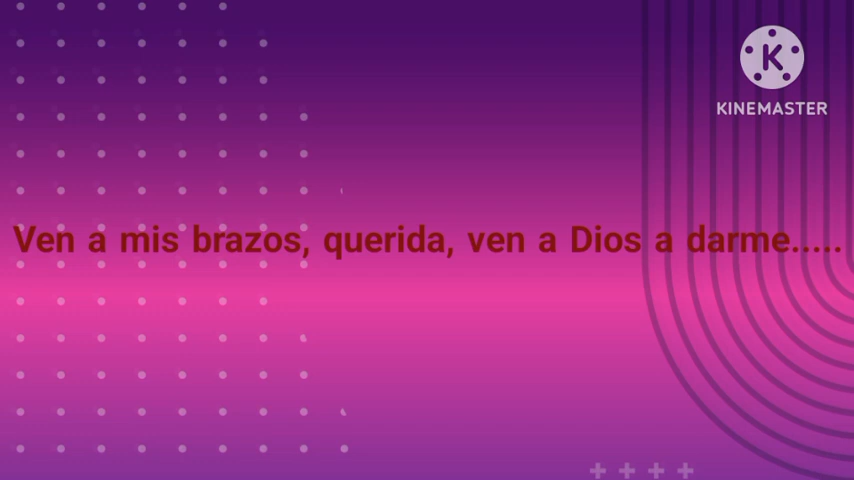 KINEMASTER
Ven a mis brazos, querida, ven a Dios a darme.....